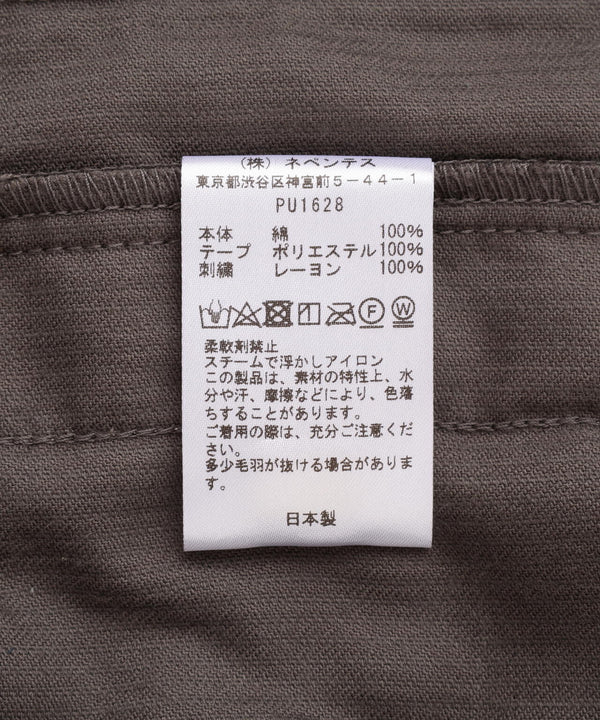 (株) ネペンテス
東京都渋谷区神宮前5-44-1
PU1628
本体 綿 100%
テープ ポリエステル100%
刺繍 レーヨン 100%
F W
柔軟剤禁止
スチームで浮かしアイロン
この製品は、素材の特性上、水
分や汗、摩擦などにより、色落
ちすることがあります。
ご着用の際は、充分ご注意くだ
さい。
多少毛羽が抜ける場合がありま
す。
日本製